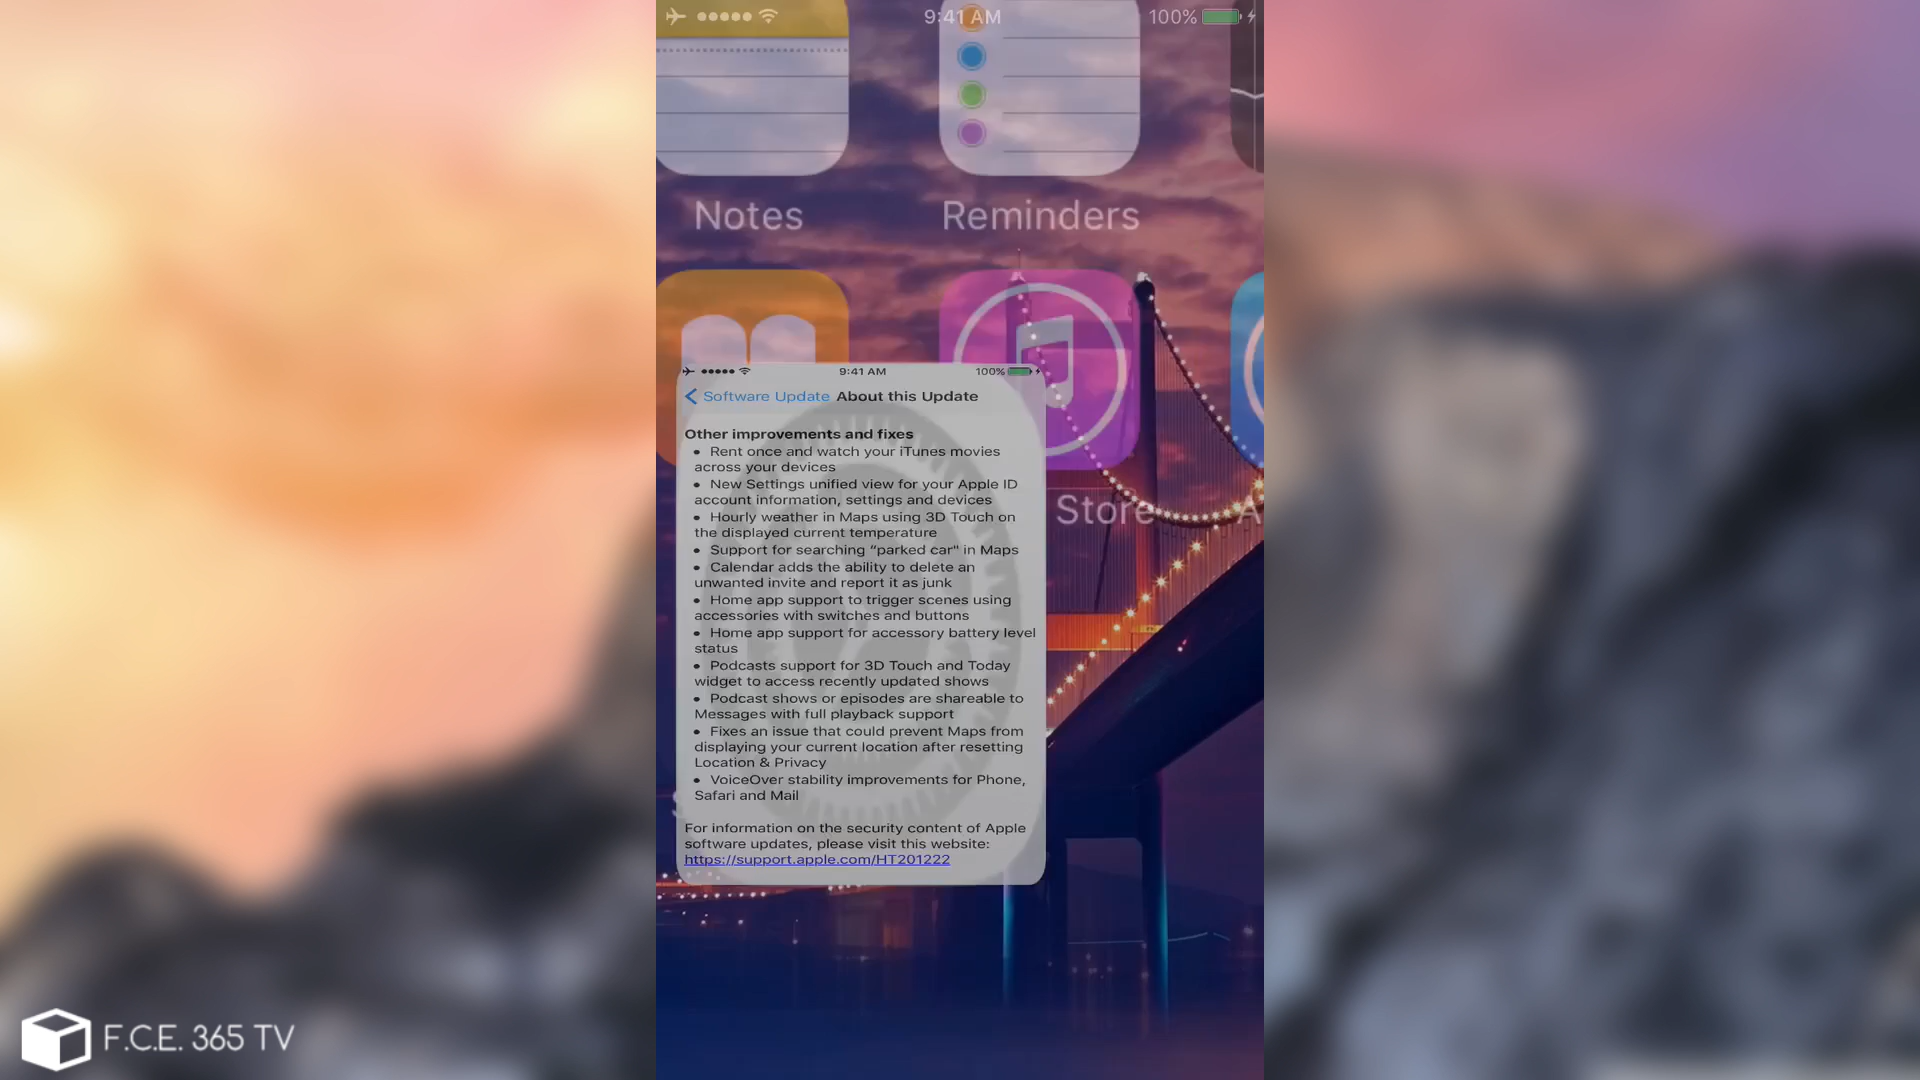 9:41 AM
100%
Notes
Reminders
Store
9:41 AM
100%
Software Update
About this Update
Other improvements and fixes
• Rent once and watch your iTunes movies
across your devices
• New Settings unified view for your Apple ID
account information, settings and devices
• Hourly weather in Maps using 3D Touch on
the displayed current temperature
• Support for searching “parked car" in Maps
• Calendar adds the ability to delete an
unwanted invite and report it as junk
• Home app support to trigger scenes using
accessories with switches and buttons
• Home app support for accessory battery level
status
• Podcasts support for 3D Touch and Today
widget to access recently updated shows
• Podcast shows or episodes are shareable to
Messages with full playback support
• Fixes an issue that could prevent Maps from
displaying your current location after resetting
Location & Privacy
• VoiceOver stability improvements for Phone,
Safari and Mail
For information on the security content of Apple
software updates, please visit this website:
https://support.apple.com/HT201222
F.C.E. 365 TV